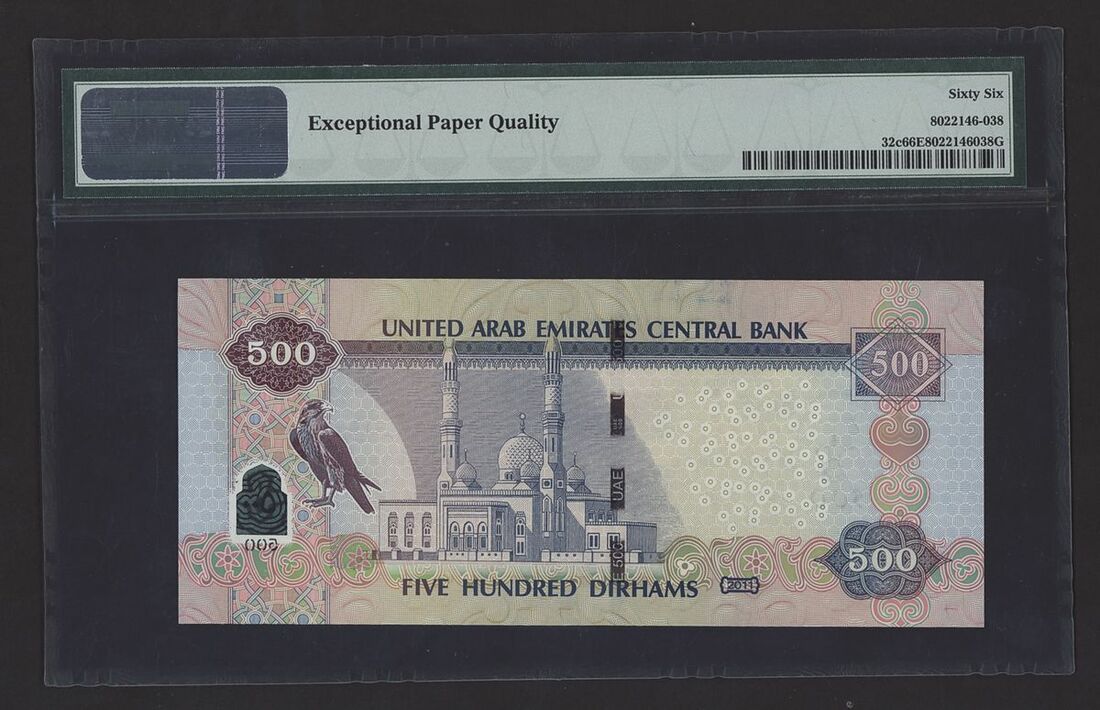 Sixty Six
Exceptional Paper Quality
8022146-038
32c66E8022146038G
UNITED ARAB EMIRATES CENTRAL BANK
500
500
UAE
500
500
500
FIVE HUNDRED DIRHAMS
2011